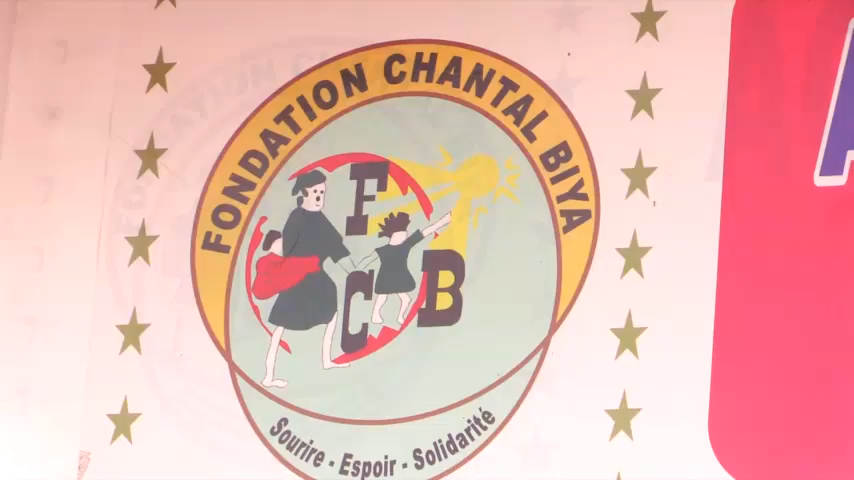 FONDATION CHANTAL BIYA
F
C B
Sourire - Espoir - Solidarité